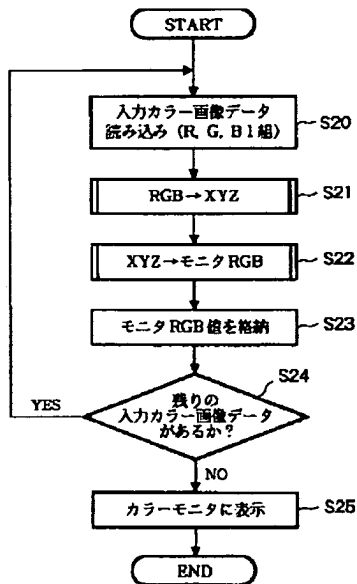 START
入力カラー画像データ
読み込み (R, G, B1組)
S20
RGB→XYZ
S21
XYZ→モニタRGB
S22
モニタRGB値を格納
S23
S24
残りの
入力カラー画像データ
があるか?
YES
NO
カラーモニタに表示
S25
END